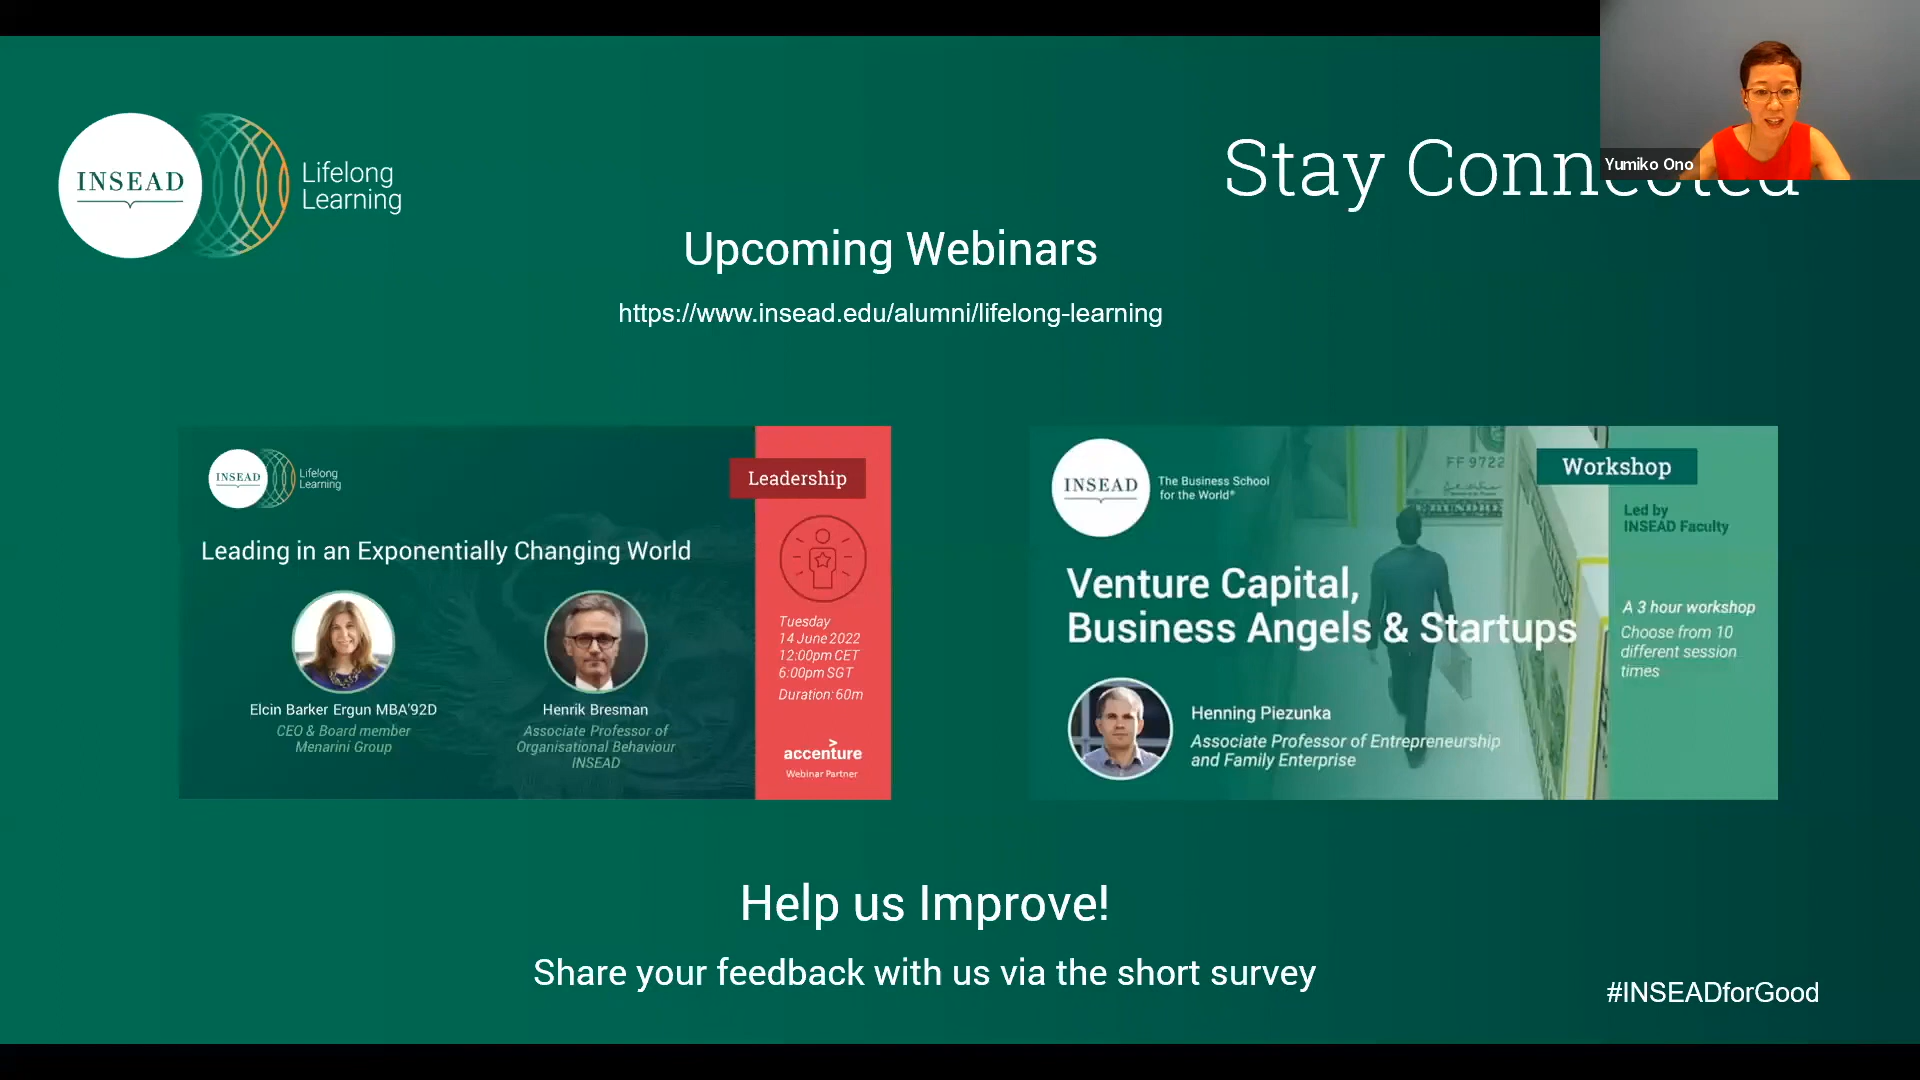 INSEAD
Lifelong
Learning
Stay Connected
Yumiko Ono
Upcoming Webinars
https://www.insead.edu/alumni/lifelong-learning
INSEAD
Lifelong
Learning
Leadership
Leading in an Exponentially Changing World
Elcin Barker Ergun MBA'92D
CEO & Board member
Menarini Group
Henrik Bresman
Associate Professor of
Organisational Behaviour
INSEAD
Tuesday
14 June 2022
12:00pm CET
6:00pm SGT
Duration: 60m
accenture
Webinar Partner
INSEAD
The Business School
for the World®
FF 9722
Workshop
Led by
INSEAD Faculty
Venture Capital,
Business Angels & Startups
A 3 hour workshop
Choose from 10
different session
times
Henning Piezunka
Associate Professor of Entrepreneurship
and Family Enterprise
Help us Improve!
Share your feedback with us via the short survey
#INSEADforGood